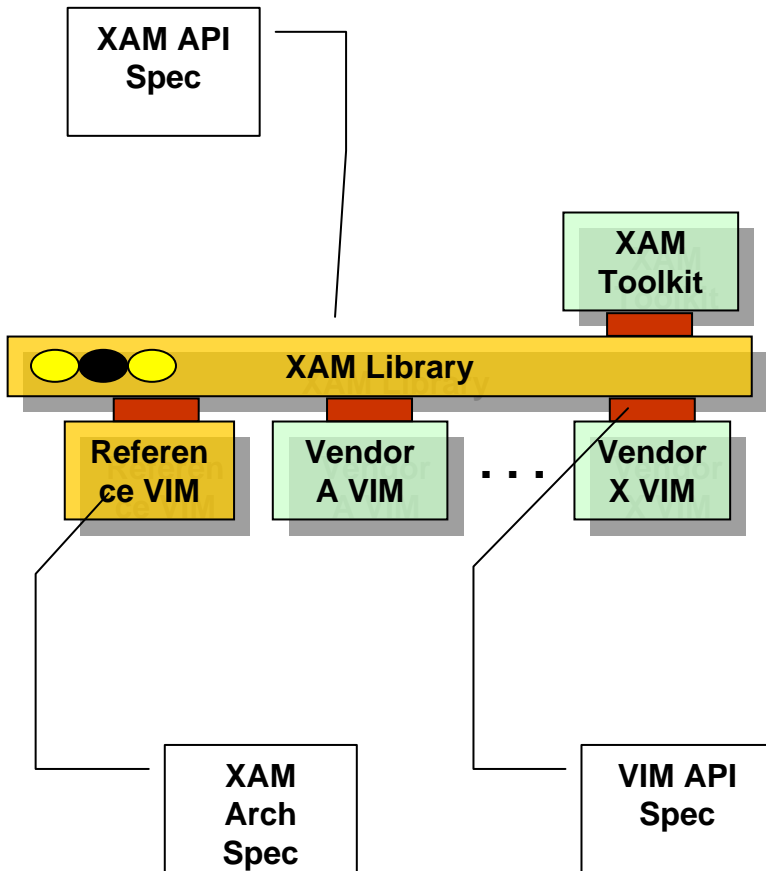 XAM API
Spec
XAM
Toolkit
XAM Library
Referen
ce VIM
Vendor
A VIM
. . .
Vendor
X VIM
XAM
Arch
Spec
VIM API
Spec